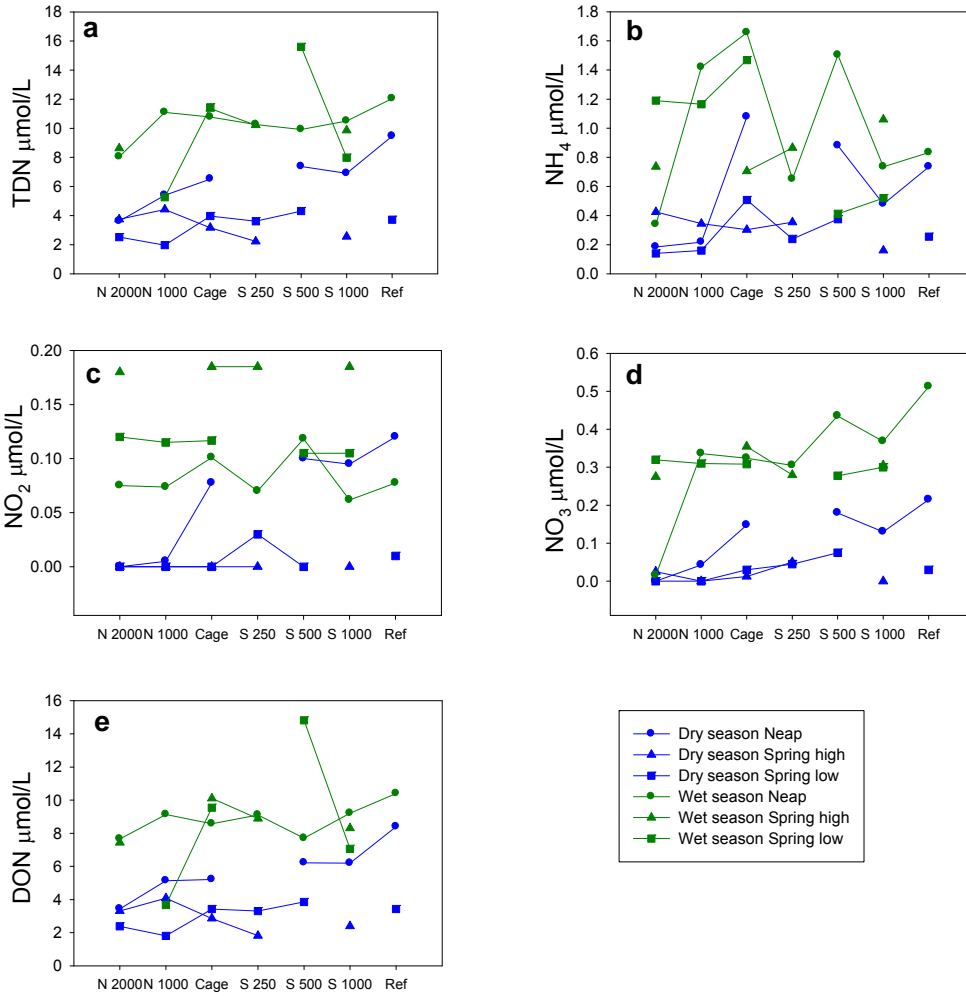 a
TDN μmol/L
18
16
14
12
10
8
6
4
2
0
N 2000 N 1000 Cage S 250 S 500 S 1000 Ref
b
NH4 μmol/L
1.8
1.6
1.4
1.2
1.0
0.8
0.6
0.4
0.2
0.0
N 2000 N 1000 Cage S 250 S 500 S 1000 Ref
c
NO2 μmol/L
0.20
0.15
0.10
0.05
0.00
N 2000 N 1000 Cage S 250 S 500 S 1000 Ref
d
NO3 μmol/L
0.6
0.5
0.4
0.3
0.2
0.1
0.0
N 2000 N 1000 Cage S 250 S 500 S 1000 Ref
e
DON μmol/L
16
14
12
10
8
6
4
2
0
N 2000 N 1000 Cage S 250 S 500 S 1000 Ref
Dry season Neap
Dry season Spring high
Dry season Spring low
Wet season Neap
Wet season Spring high
Wet season Spring low